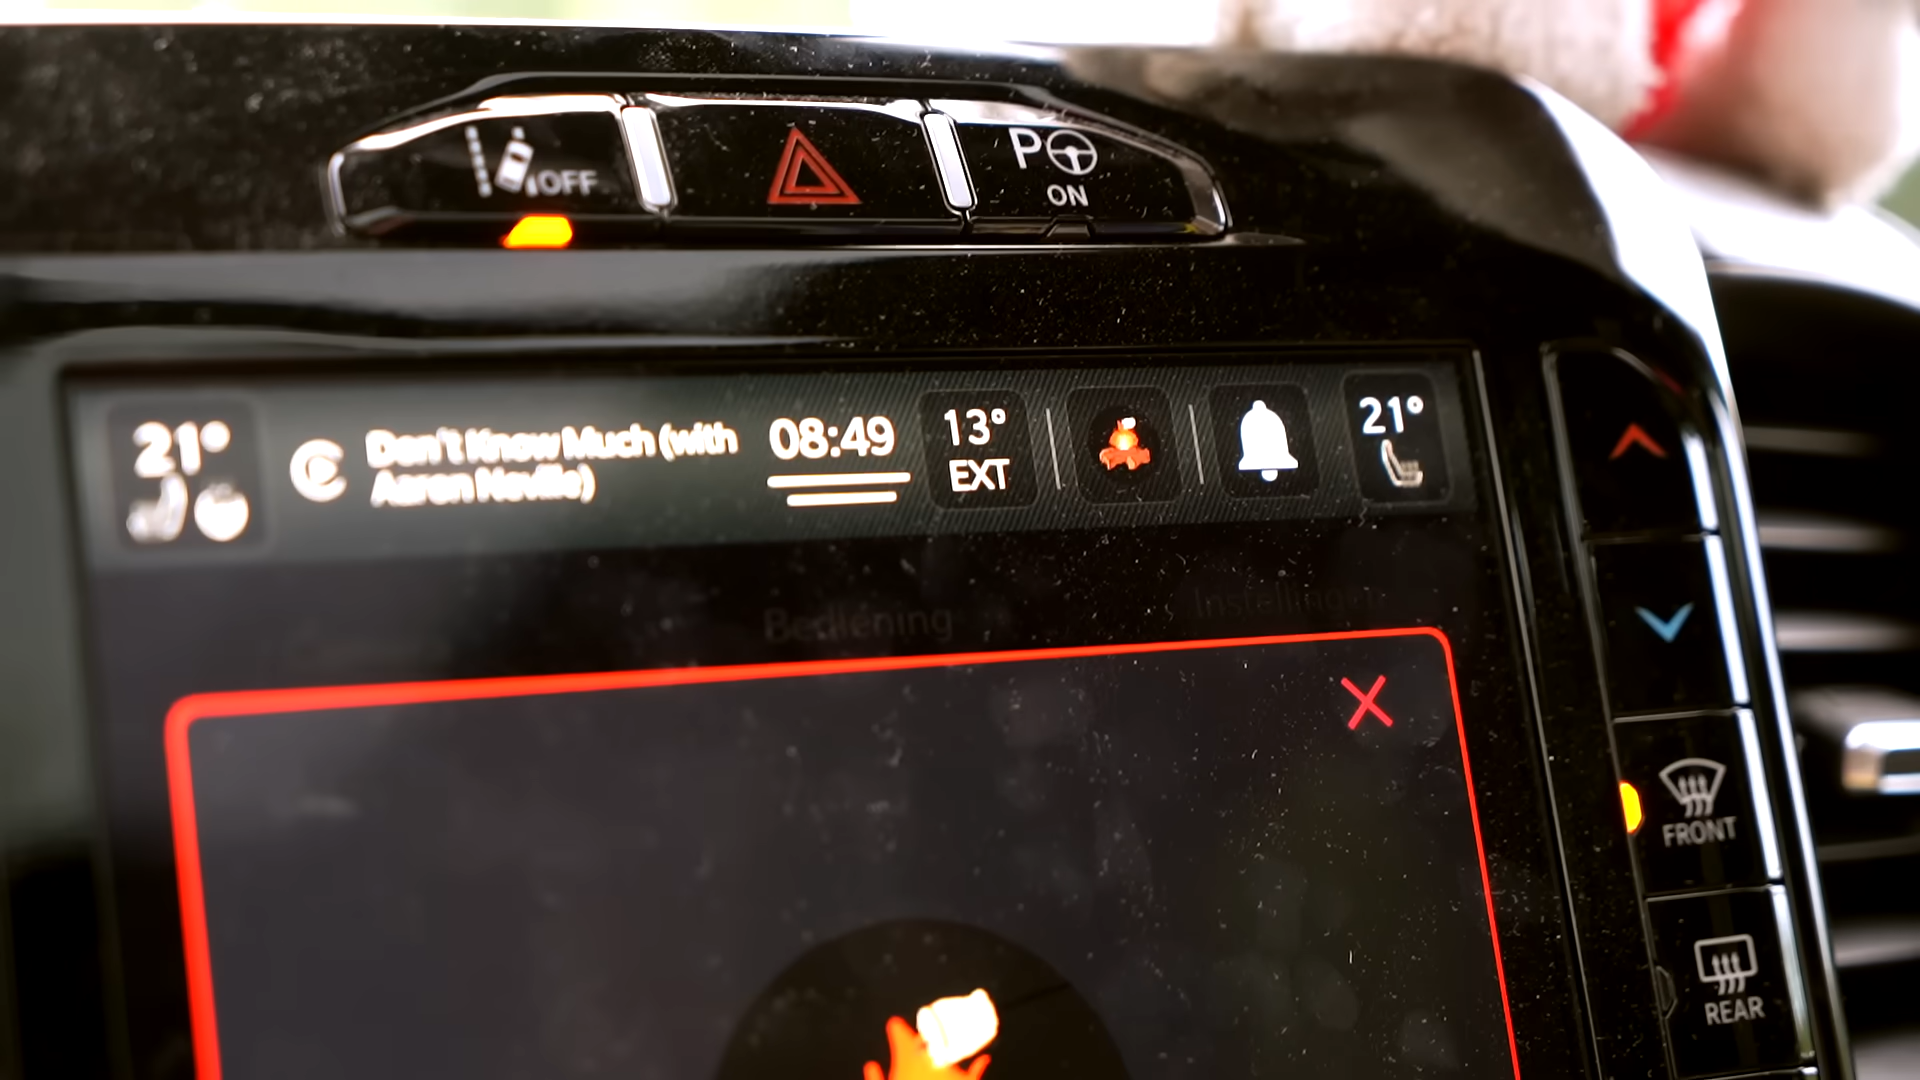 OFF
P
ON
21°
Don't Know Much (with
Aaron Neville)
08:49
13°
EXT
21°
Bediening
Instellingen
FRONT
REAR